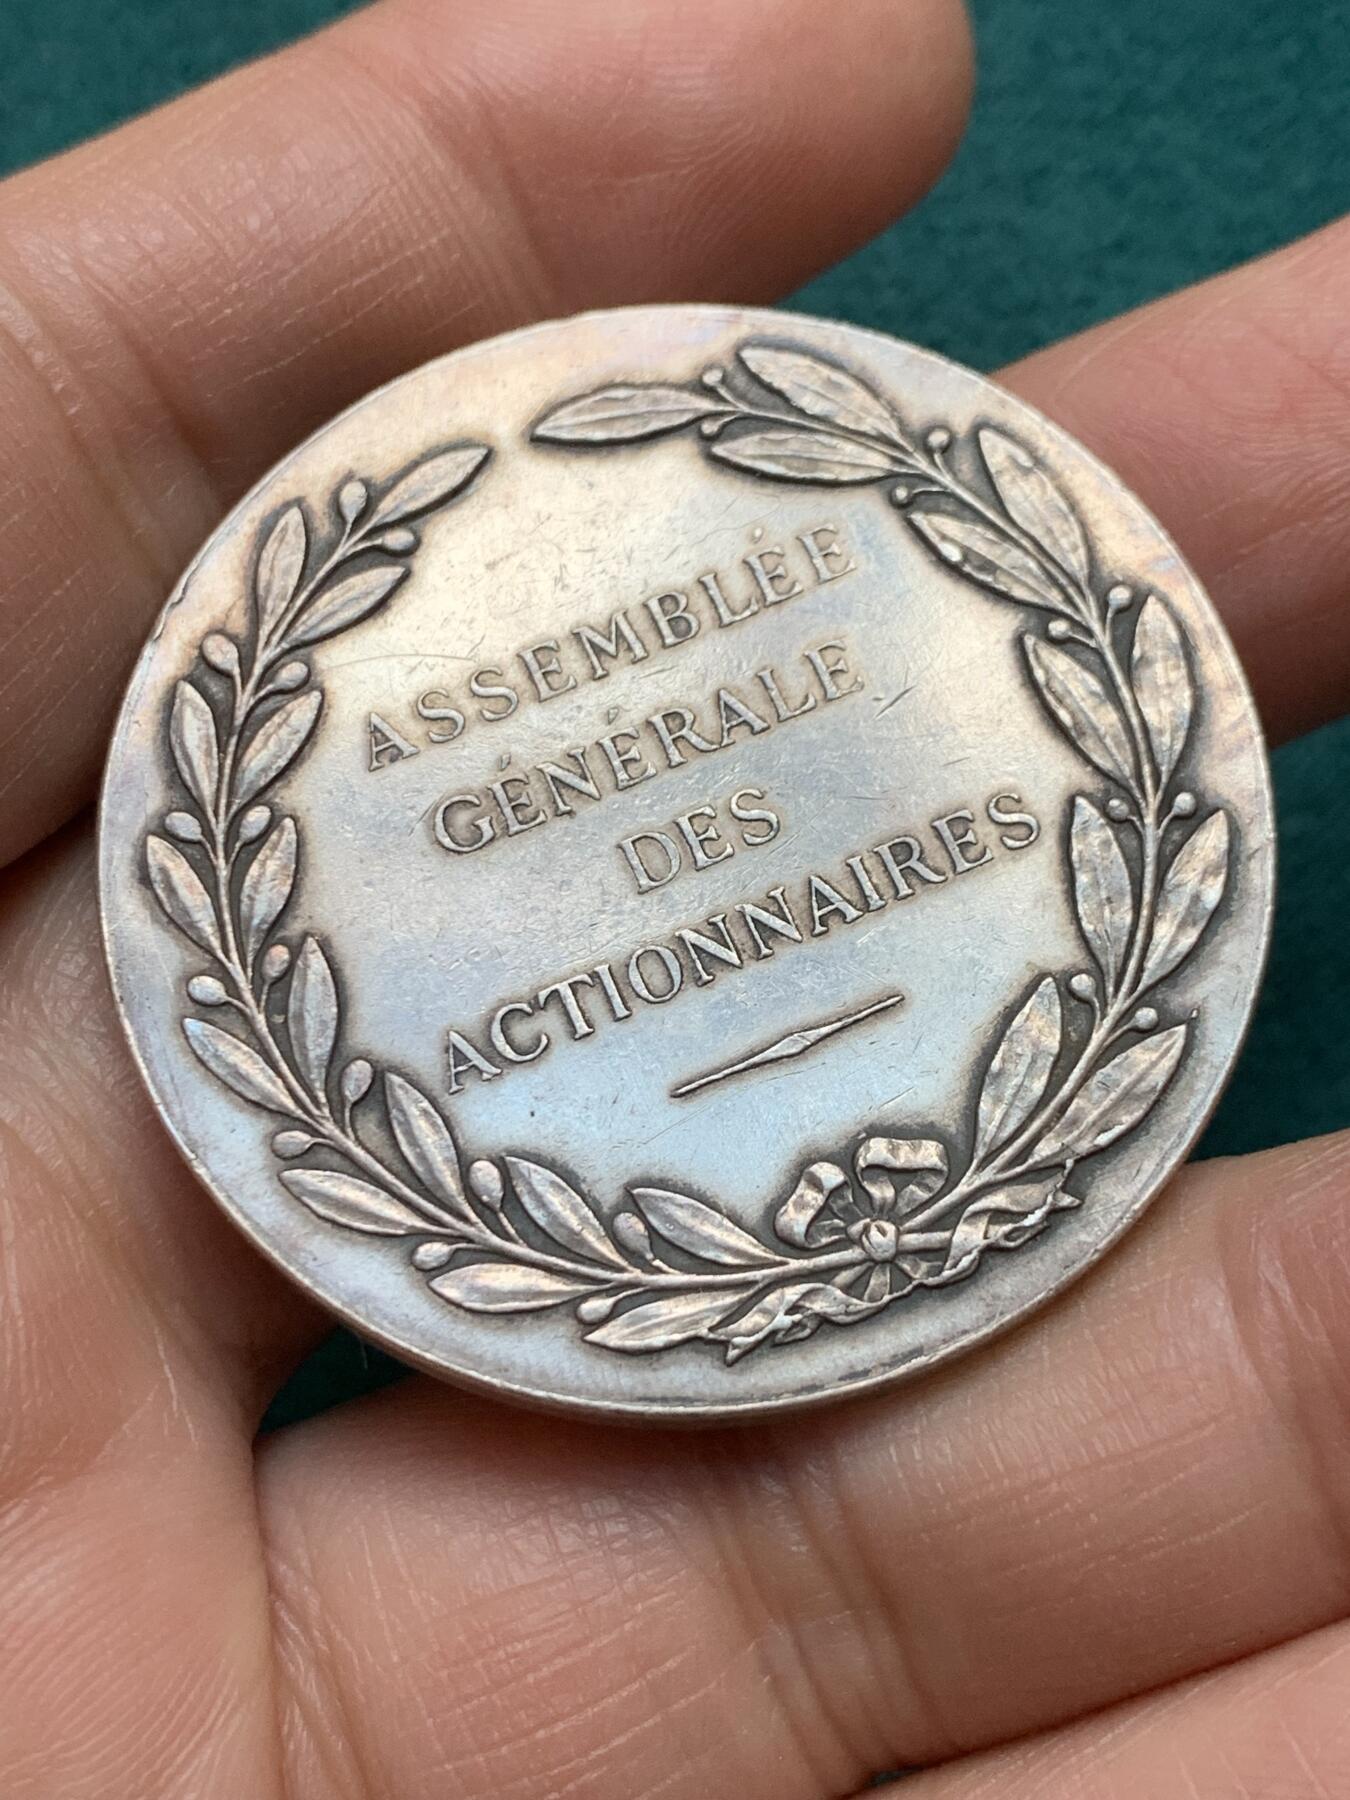 ASSEMBLÉE
GÉNÉRALE
DES
ACTIONNAIRES